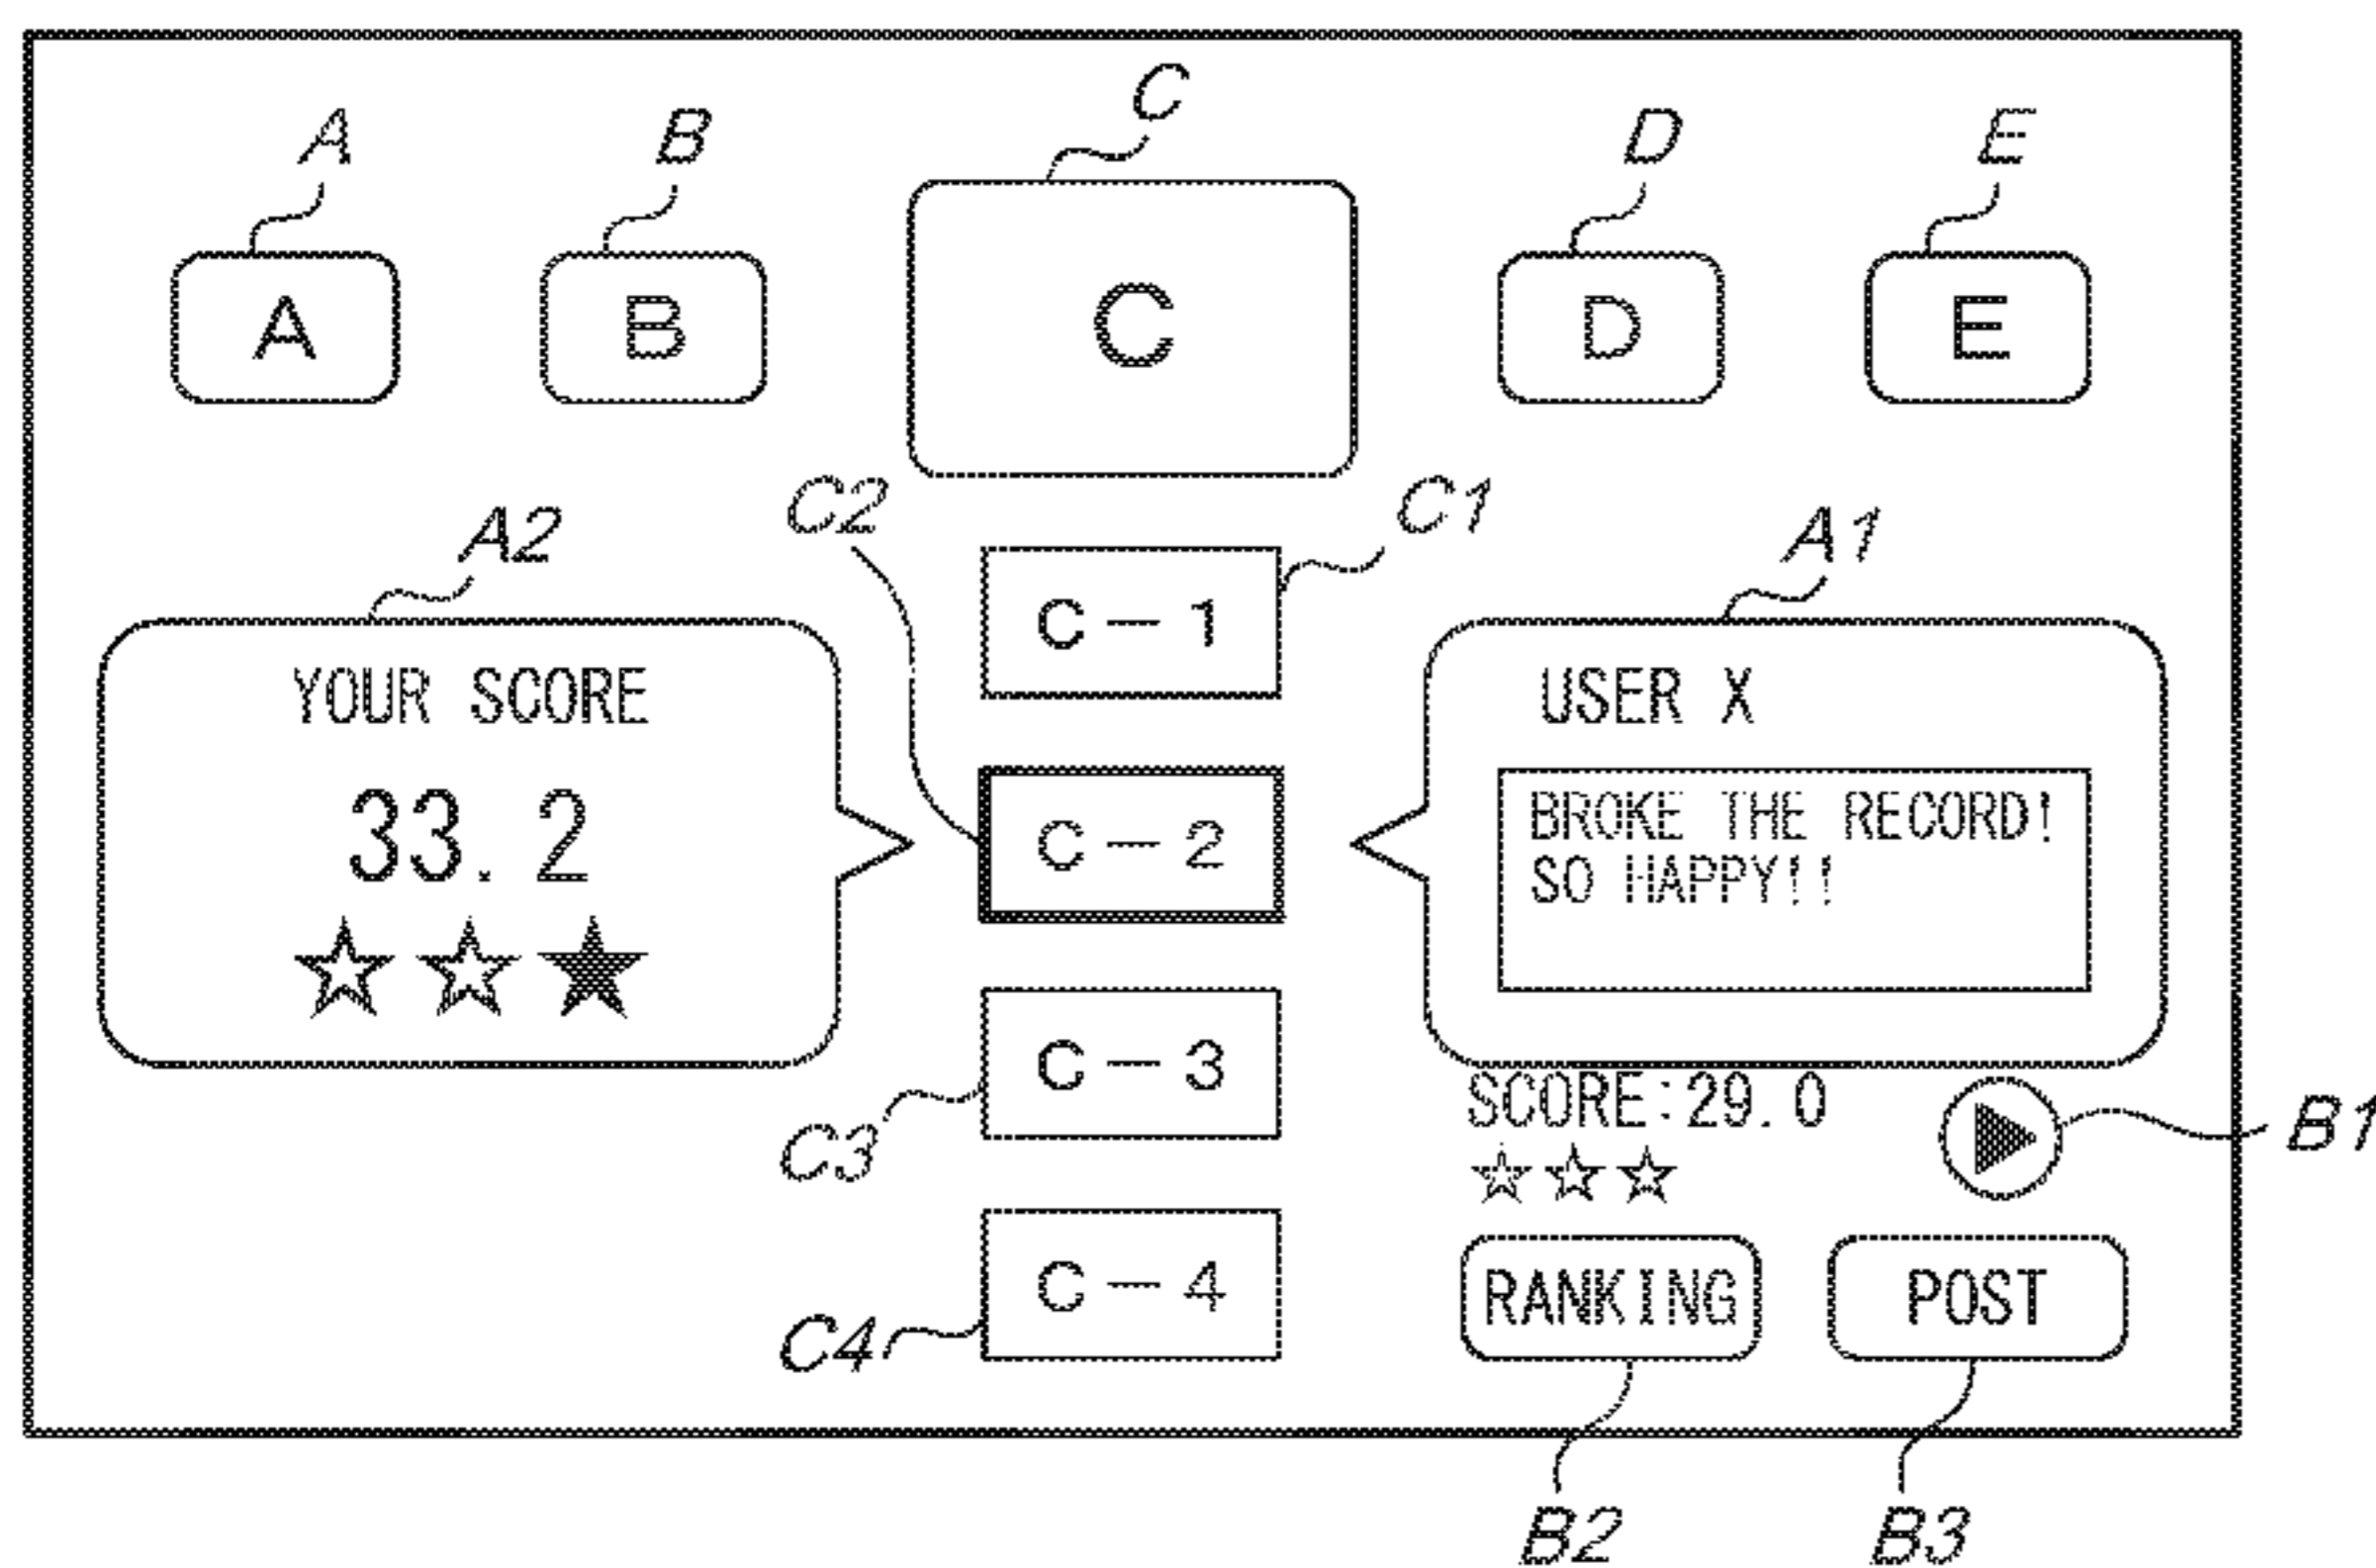 C
A
B
D
E
A
B
C
D
E
C2
C1
A2
A1
C-1
YOUR SCORE
USER X
33.2
C-2
BROKE THE RECORD!
SO HAPPY!!
C-3
SCORE:29.0
B1
C3
C-4
RANKING
POST
C4
B2
B3